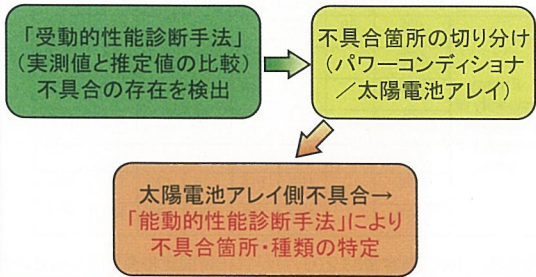 「受動的性能診断手法」
(実測値と推定値の比較)
不具合の存在を検出
不具合箇所の切り分け
(パワーコンディショナ
/太陽電池アレイ)
太陽電池アレイ側不具合→
「能動的性能診断手法」により
不具合箇所・種類の特定